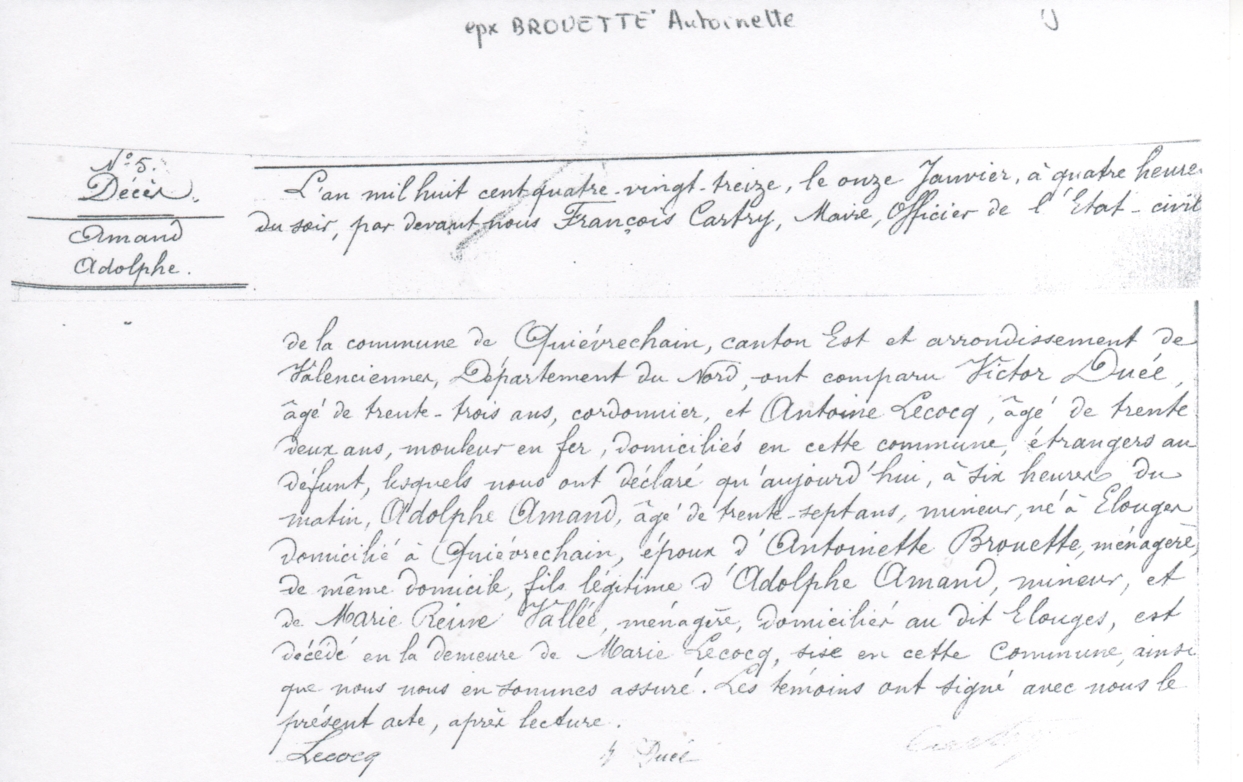 epx BROUETTE Antoinette
N° 5.
Décès.
Amand
Adolphe.
L'an mil huit cent quatre-vingt-treize, le onze Janvier, à quatre heures
du soir, par devant nous François Cartry, Maire, Officier de l'État-civil
de la commune de Quiévrechain, canton Est et arrondissement de
Valenciennes, Département du Nord, ont comparu Victor Ducé,
âgé de trente-trois ans, cordonnier, et Antoine Lecocq, âgé de trente
deux ans, mouleur en fer, domiciliés en cette commune, étrangers au
défunt, lesquels nous ont déclaré qu'aujourd'hui, à six heures du
matin, Adolphe Amand, âgé de trente-sept ans, mineur, né à Elouges
domicilié à Quiévrechain, époux d'Antoinette Brouette, ménagère,
de même domicile, fils légitime d'Adolphe Amand, mineur, et
de Marie Reine Vallée, ménagère, domiciliés au dit Elouges, est
décédé en la demeure de Marie Lecocq, sise en cette commune, ainsi
que nous nous en sommes assuré. Les témoins ont signé avec nous le
présent acte, après lecture.
Lecocq
Ducé